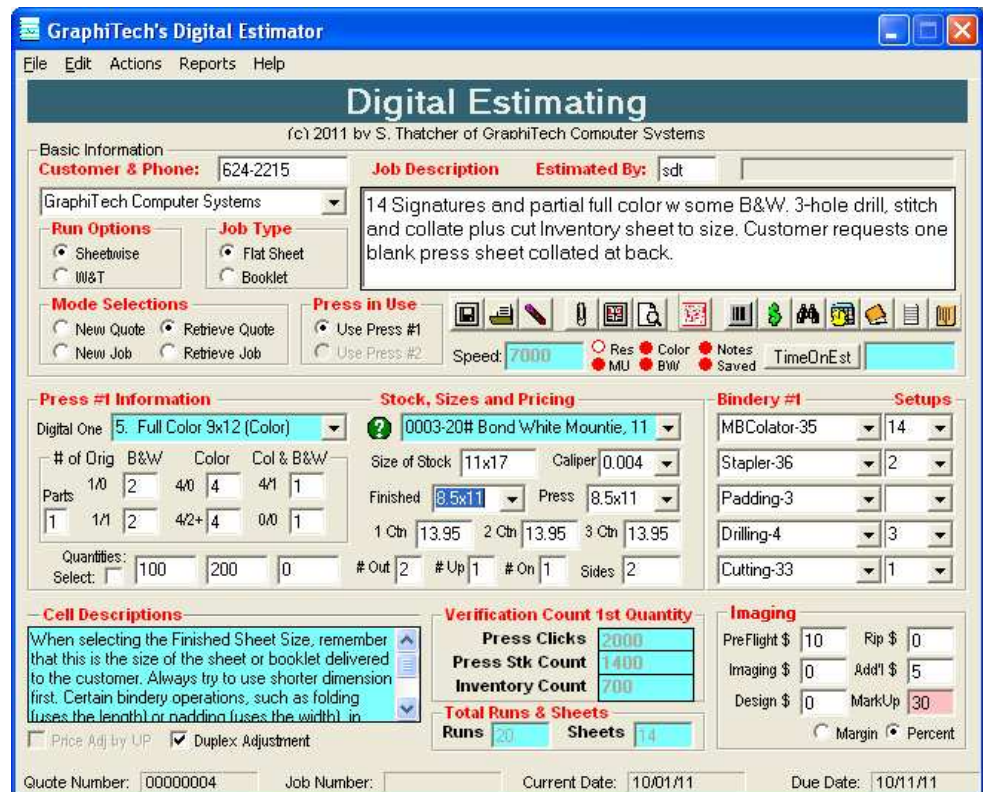 GraphiTech's Digital Estimator
File Edit Actions Reports Help
Digital Estimating
(c) 2011 by S. Thatcher of GraphiTech Computer Systems
Basic Information
Customer & Phone: 624-2215 Job Description Estimated By: sdt
GraphiTech Computer Systems
14 Signatures and partial full color w some B&W. 3-hole drill, stitch
and collate plus cut Inventory sheet to size. Customer requests one
blank press sheet collated at back.
Run Options Job Type
Sheetwise Flat Sheet
W&T Booklet
Mode Selections Press in Use
New Quote Retrieve Quote Use Press #1
New Job Retrieve Job Use Press #2
Speed: 7000 Res Color Notes TimeOnEst
MU BW Saved
Press #1 Information Stock, Sizes and Pricing Bindery #1 Setups
Digital One 5. Full Color 9x12 (Color) 0003-20# Bond White Mountie, 11 MBColator-35 14
# of Orig B&W Color Col & B&W Size of Stock 11x17 Caliper 0.004 Stapler-36 2
Parts 1/0 2 4/0 4 4/1 1 Finished 8.5x11 Press 8.5x11 Padding-3
1 1/1 2 4/2+ 4 0/0 1 1 Ctn 13.95 2 Ctn 13.95 3 Ctn 13.95 Drilling-4 3
Quantities: Select: 100 200 0 # Out 2 # Up 1 # On 1 Sides 2 Cutting-33 1
Cell Descriptions Verification Count 1st Quantity Imaging
When selecting the Finished Sheet Size, remember
that this is the size of the sheet or booklet delivered
to the customer. Always try to use shorter dimension
first. Certain bindery operations, such as folding
(uses the length) or padding (uses the width), in
Press Clicks 2000
Press Stk Count 1400
Inventory Count 700
PreFlight $ 10 Rip $ 0
Imaging $ 0 Add'l $ 5
Design $ 0 MarkUp 30
Total Runs & Sheets
Runs 20 Sheets 14
Margin Percent
Price Adj by UP Duplex Adjustment
Quote Number: 00000004 Job Number: Current Date: 10/01/11 Due Date: 10/11/11